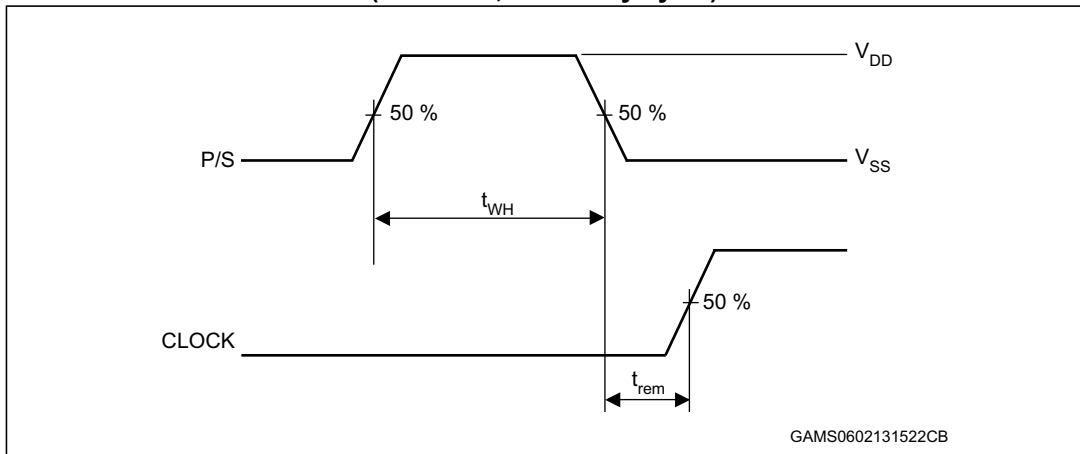 V_DD
50 %
50 %
P/S
V_SS
t_WH
50 %
CLOCK
t_rem
GAMS0602131522CB